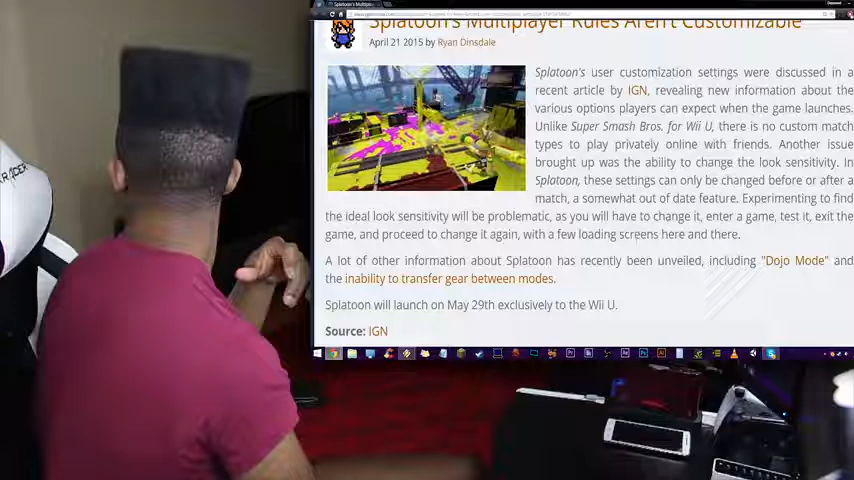 Splatoon's Multiplayer Rules Aren't Customizable
April 21 2015 by Ryan Dinsdale
Splatoon's user customization settings were discussed in a
recent article by IGN, revealing new information about the
various options players can expect when the game launches.
Unlike Super Smash Bros. for Wii U, there is no custom match
types to play privately online with friends. Another issue
brought up was the ability to change the look sensitivity. In
Splatoon, these settings can only be changed before or after a
match, a somewhat out of date feature. Experimenting to find
the ideal look sensitivity will be problematic, as you will have to change it, enter a game, test it, exit the
game, and proceed to change it again, with a few loading screens here and there.
A lot of other information about Splatoon has recently been unveiled, including "Dojo Mode" and
the inability to transfer gear between modes.
Splatoon will launch on May 29th exclusively to the Wii U.
Source: IGN